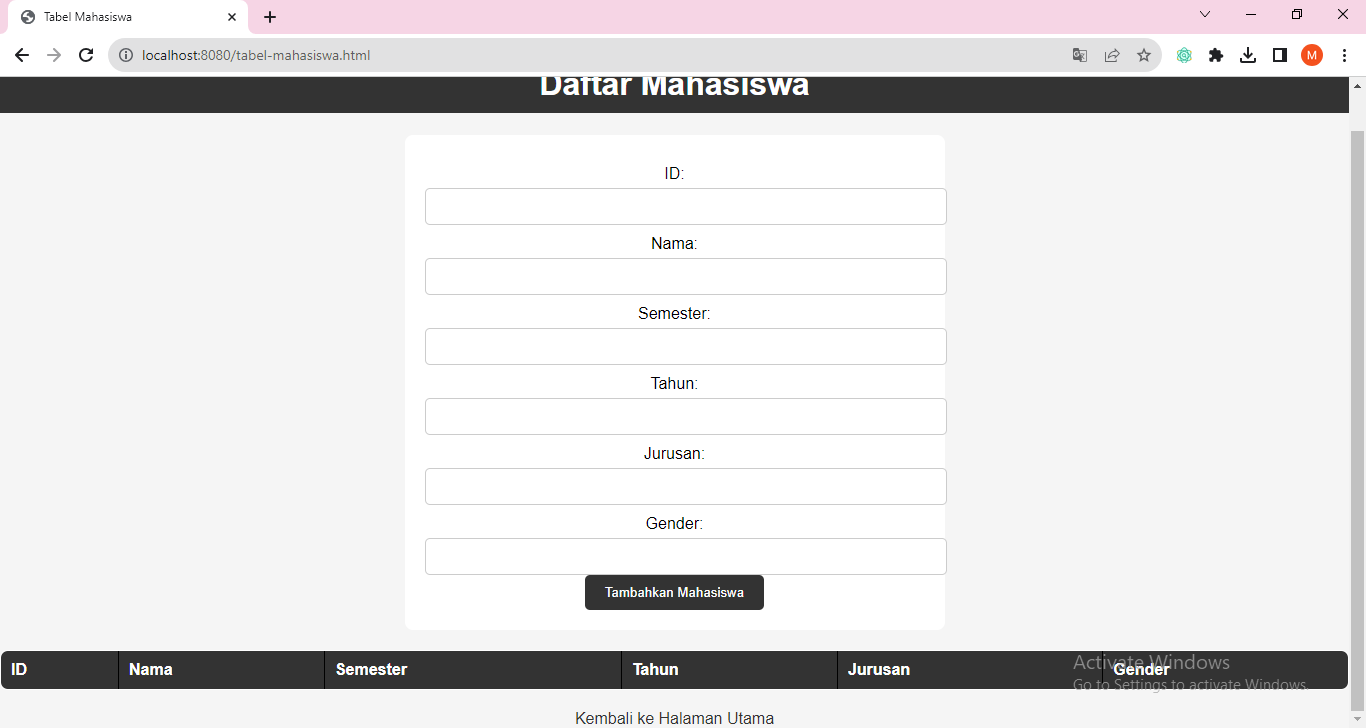 Tabel Mahasiswa
localhost:8080/tabel-mahasiswa.html
M
Daftar Mahasiswa
ID:
Nama:
Semester:
Tahun:
Jurusan:
Gender:
Tambahkan Mahasiswa
ID Nama Semester Tahun Jurusan Gender
Activate Windows
Go to Settings to activate Windows.
Kembali ke Halaman Utama